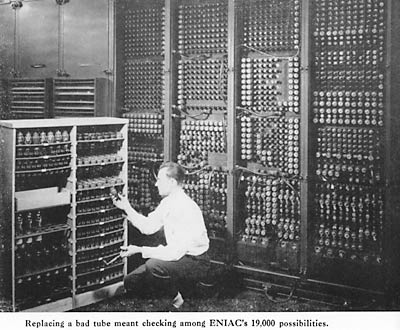 Replacing a bad tube meant checking among ENIAC's 19,000 possibilities.